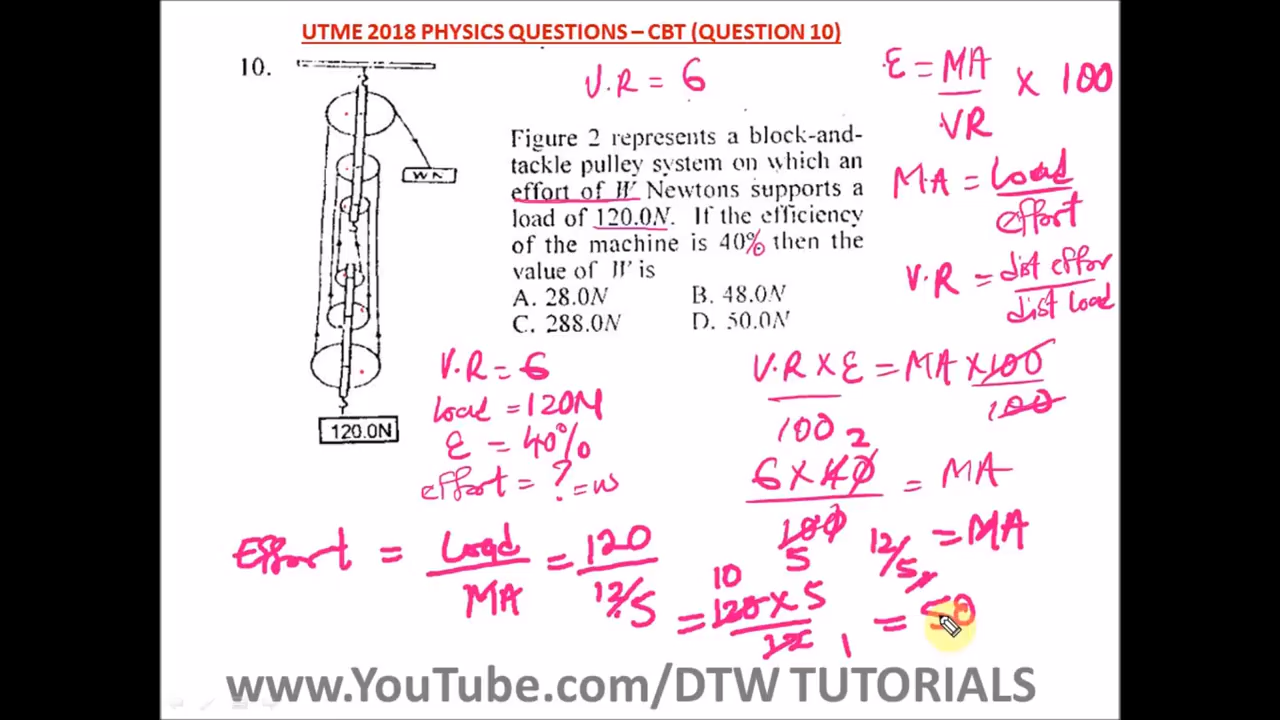 UTME 2018 PHYSICS QUESTIONS – CBT (QUESTION 10)
10.
V.R = 6
Figure 2 represents a block-and-
tackle pulley system on which an
effort of W Newtons supports a
load of 120.0N. If the efficiency
of the machine is 40% then the
value of W is
A. 28.0N B. 48.0N
C. 288.0N D. 50.0N
W N
120.0N
Ɛ = MA/VR × 100
MA = Load/effort
V.R = dist effor/dist load
V.R = 6
Load = 120N
Ɛ = 40%
effort = ? = w
V.R × Ɛ/100 = MA × 100/100
6 × 40/100 = MA
2
5
12/5 = MA
Effort = Load/MA = 120/12/5
= 120 × 5/12 = 50
10
1
www.YouTube.com/DTW TUTORIALS